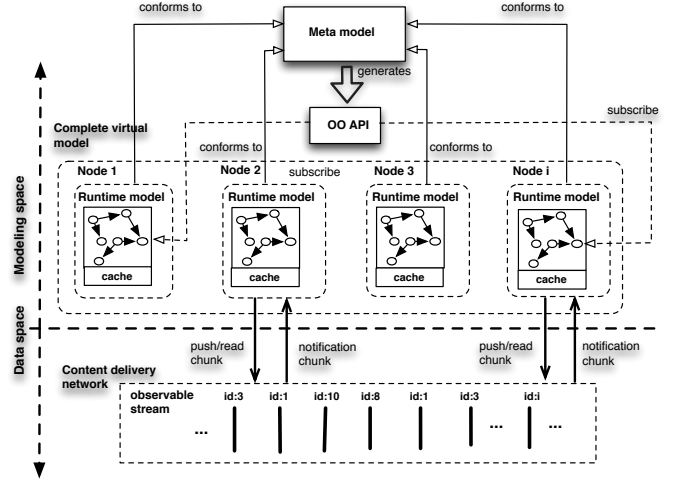 conforms to
Meta model
conforms to
generates
OO API
subscribe
Complete virtual
model
conforms to
conforms to
Node 1
Node 2
subscribe
Node 3
Node i
Runtime model
Runtime model
Runtime model
Runtime model
cache
cache
cache
cache
Modeling space
Data space
push/read
chunk
notification
chunk
push/read
chunk
notification
chunk
Content delivery
network
observable
stream
id:3
id:1
id:10
id:8
id:1
id:3
id:i
...
...
...